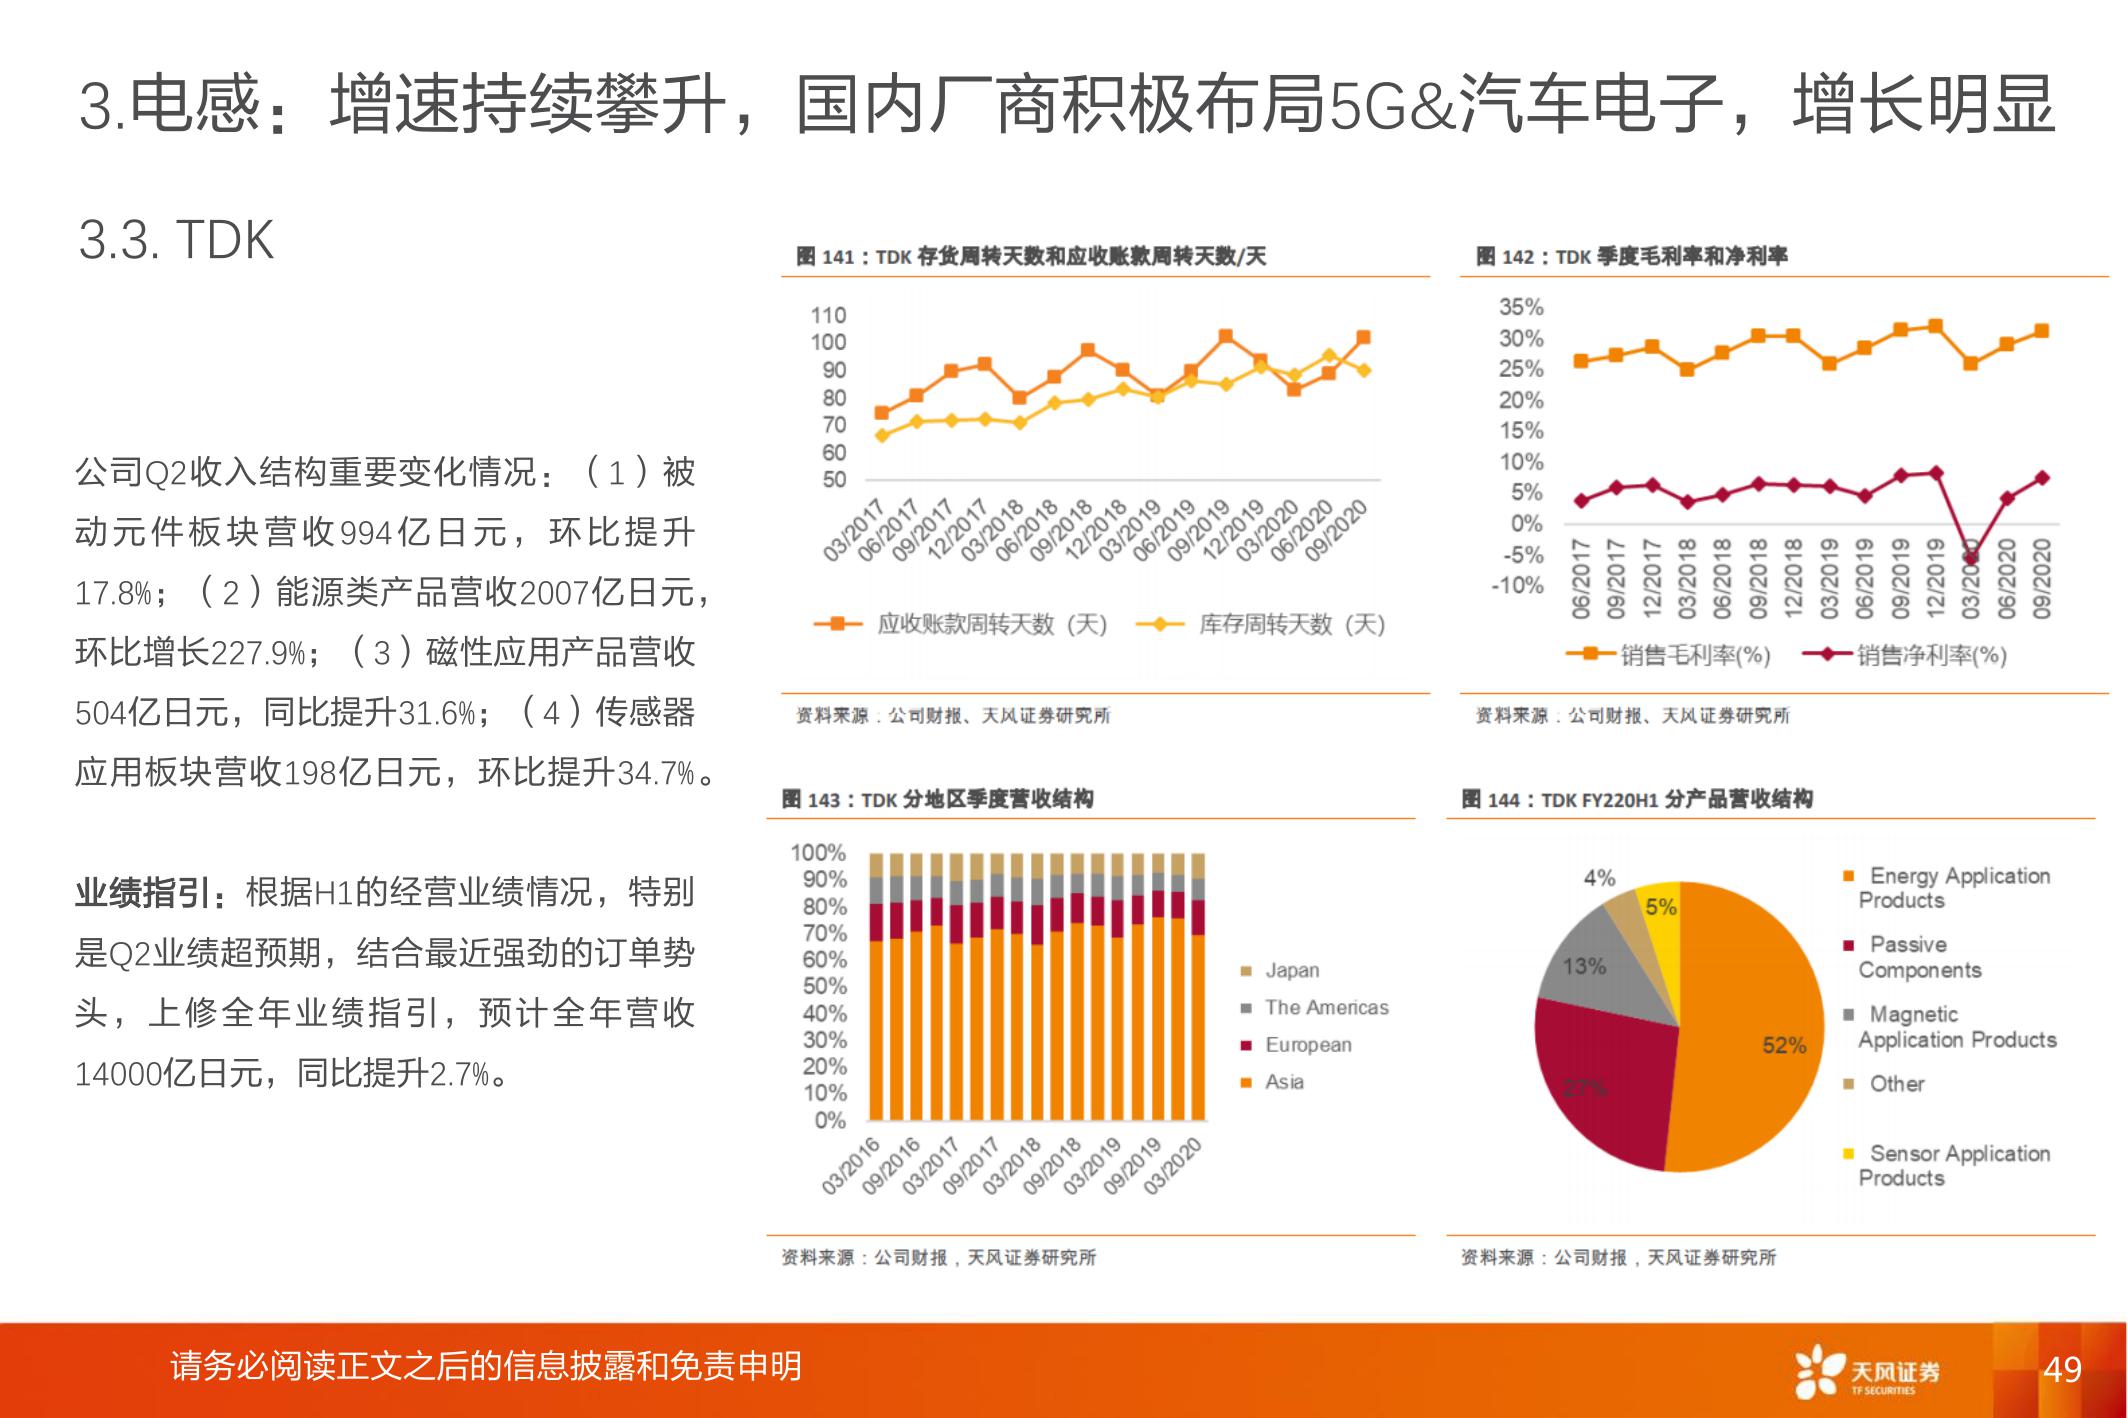 3.电感：增速持续攀升，国内厂商积极布局5G&汽车电子，增长明显
3.3. TDK
公司Q2收入结构重要变化情况：（1）被
动元件板块营收994亿日元，环比提升
17.8%；（2）能源类产品营收2007亿日元，
环比增长227.9%；（3）磁性应用产品营收
504亿日元，同比提升31.6%；（4）传感器
应用板块营收198亿日元，环比提升34.7%。
业绩指引：根据H1的经营业绩情况，特别
是Q2业绩超预期，结合最近强劲的订单势
头，上修全年业绩指引，预计全年营收
14000亿日元，同比提升2.7%。
图 141：TDK 存货周转天数和应收账款周转天数/天
110
100
90
80
70
60
50
03/2017
06/2017
09/2017
12/2017
03/2018
06/2018
09/2018
12/2018
03/2019
06/2019
09/2019
12/2019
03/2020
06/2020
09/2020
应收账款周转天数（天）
库存周转天数（天）
资料来源：公司财报、天风证券研究所
图 142：TDK 季度毛利率和净利率
35%
30%
25%
20%
15%
10%
5%
0%
-5%
-10%
06/2017
09/2017
12/2017
03/2018
06/2018
09/2018
12/2018
03/2019
06/2019
09/2019
12/2019
03/2020
06/2020
09/2020
销售毛利率(%)
销售净利率(%)
资料来源：公司财报、天风证券研究所
图 143：TDK 分地区季度营收结构
100%
90%
80%
70%
60%
50%
40%
30%
20%
10%
0%
03/2016
09/2016
03/2017
09/2017
03/2018
09/2018
03/2019
09/2019
03/2020
Japan
The Americas
European
Asia
资料来源：公司财报，天风证券研究所
图 144：TDK FY220H1 分产品营收结构
4%
5%
13%
52%
27%
Energy Application
Products
Passive
Components
Magnetic
Application Products
Other
Sensor Application
Products
资料来源：公司财报，天风证券研究所
请务必阅读正文之后的信息披露和免责申明
天风证券
TF SECURITIES
49